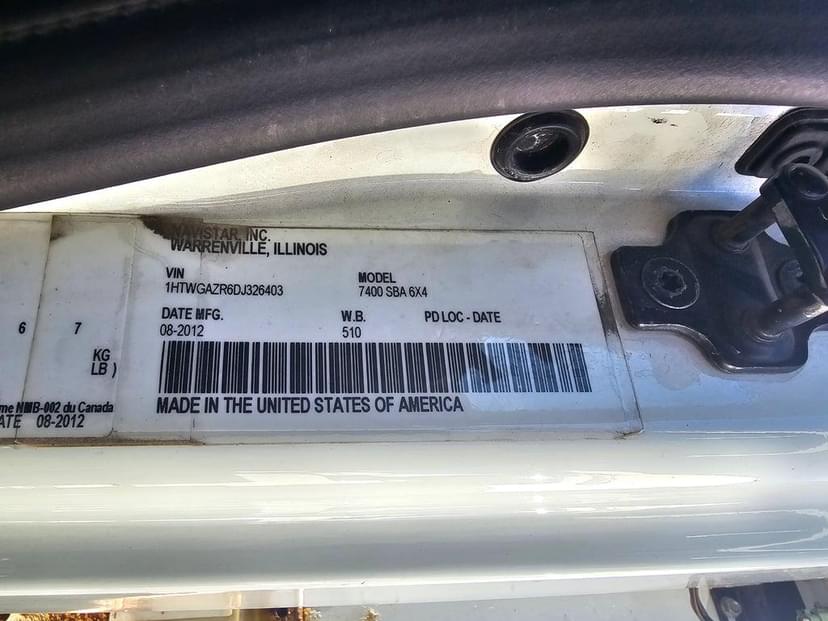 NAVISTAR, INC.
WARRENVILLE, ILLINOIS
VIN MODEL
1HTWGAZR6DJ326403 7400 SBA 6X4
DATE MFG. W.B. PD LOC - DATE
08-2012 510
6 7
KG
LB )
MADE IN THE UNITED STATES OF AMERICA
me NMB-002 du Canada
ATE 08-2012